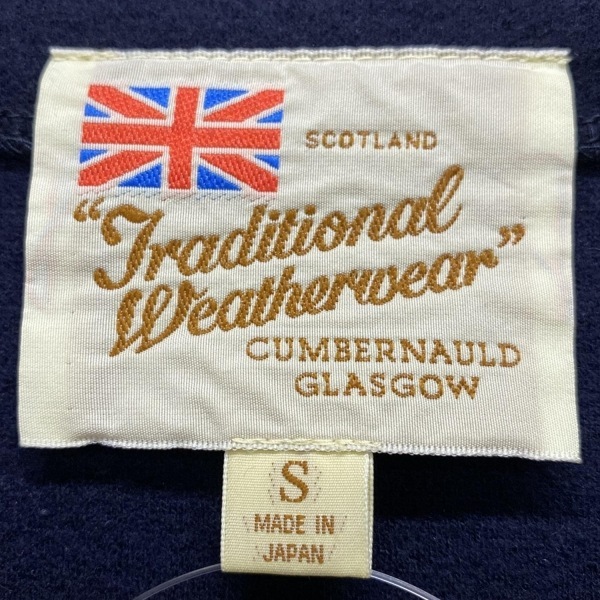 SCOTLAND
“Traditional
Weatherwear”
CUMBERNAULD
GLASGOW
S
MADE IN
JAPAN